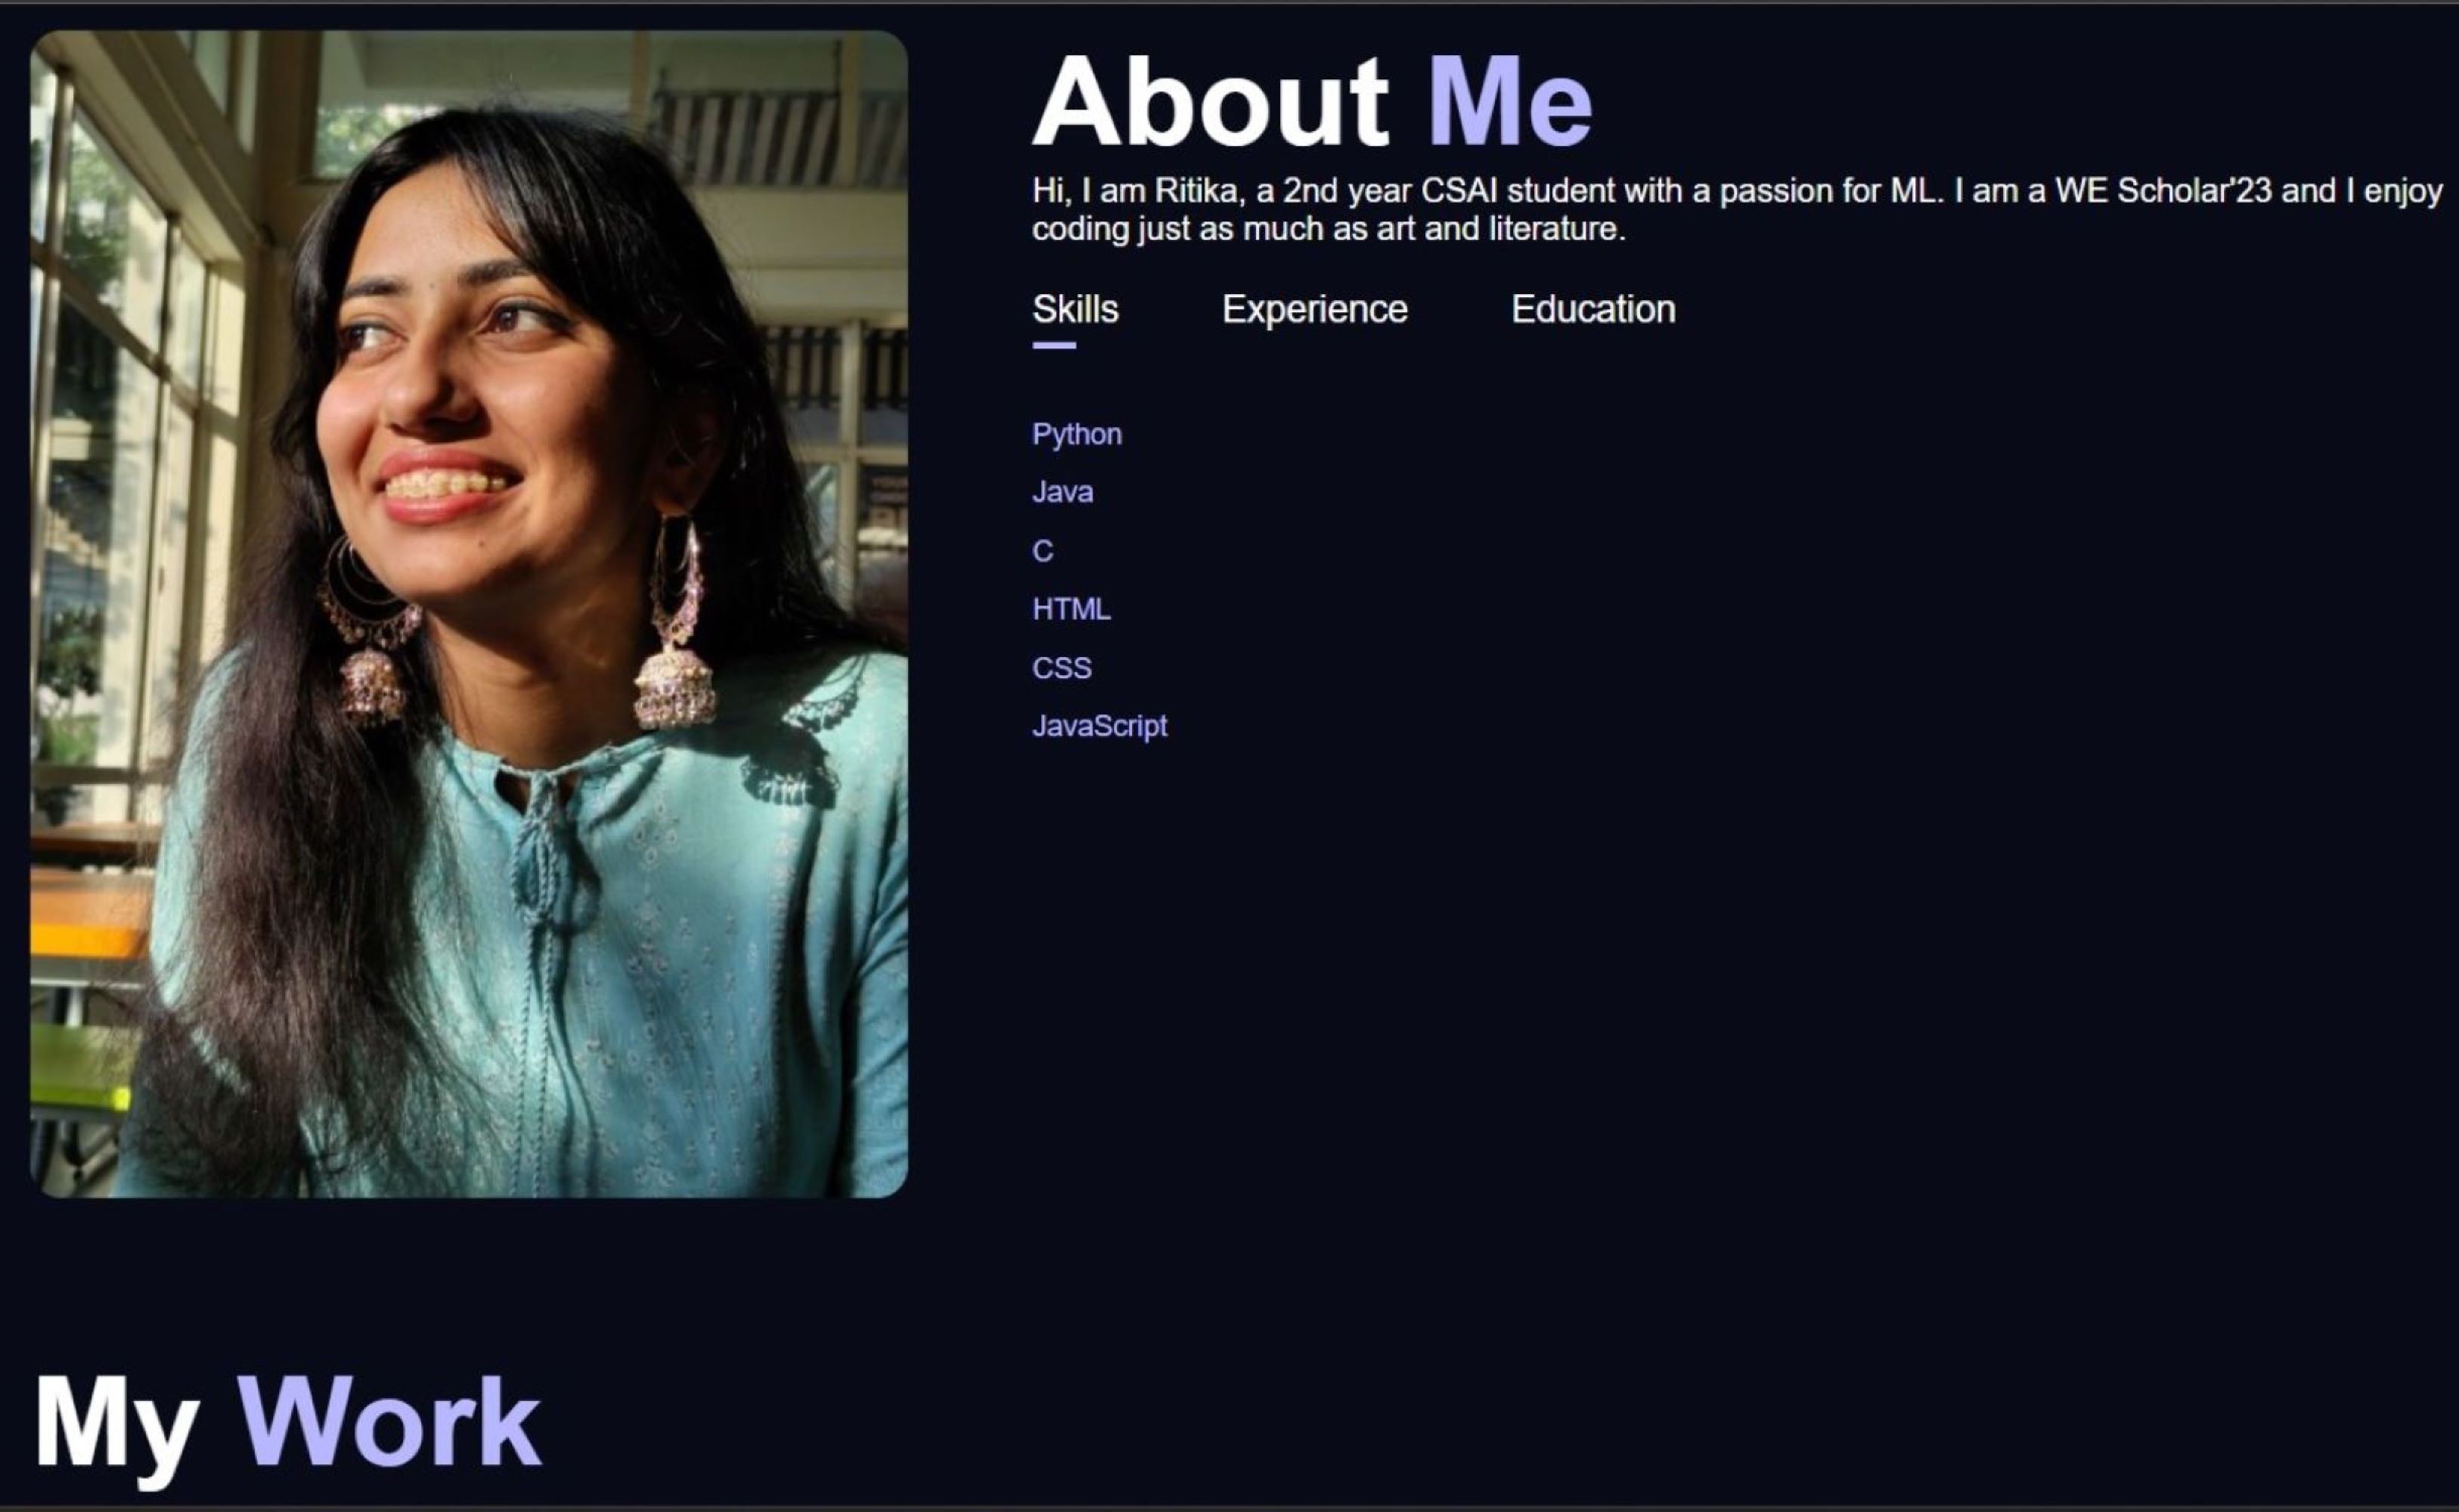 About Me
Hi, I am Ritika, a 2nd year CSAI student with a passion for ML. I am a WE Scholar'23 and I enjoy
coding just as much as art and literature.
Skills Experience Education
Python
Java
C
HTML
CSS
JavaScript
My Work